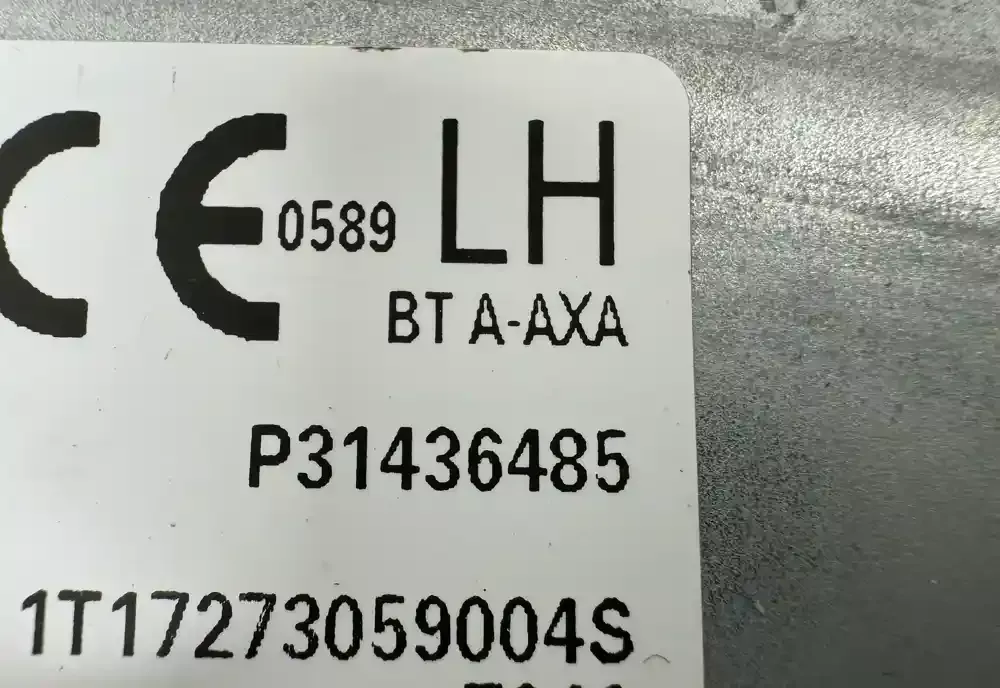 CE 0589 LH
BT A-AXA
P31436485
1T17273059004S